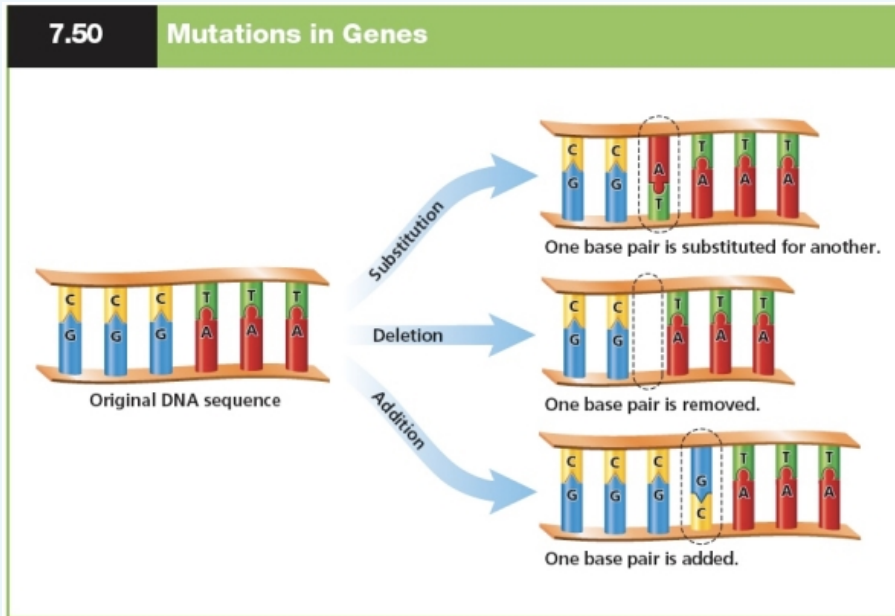 7.50 Mutations in Genes
C C C T T T
G G G A A A
Original DNA sequence
Substitution
C C A T T T
G G T A A A
One base pair is substituted for another.
Deletion
C C T T T
G G A A A
One base pair is removed.
Addition
C C C G T T T
G G G C A A A
One base pair is added.